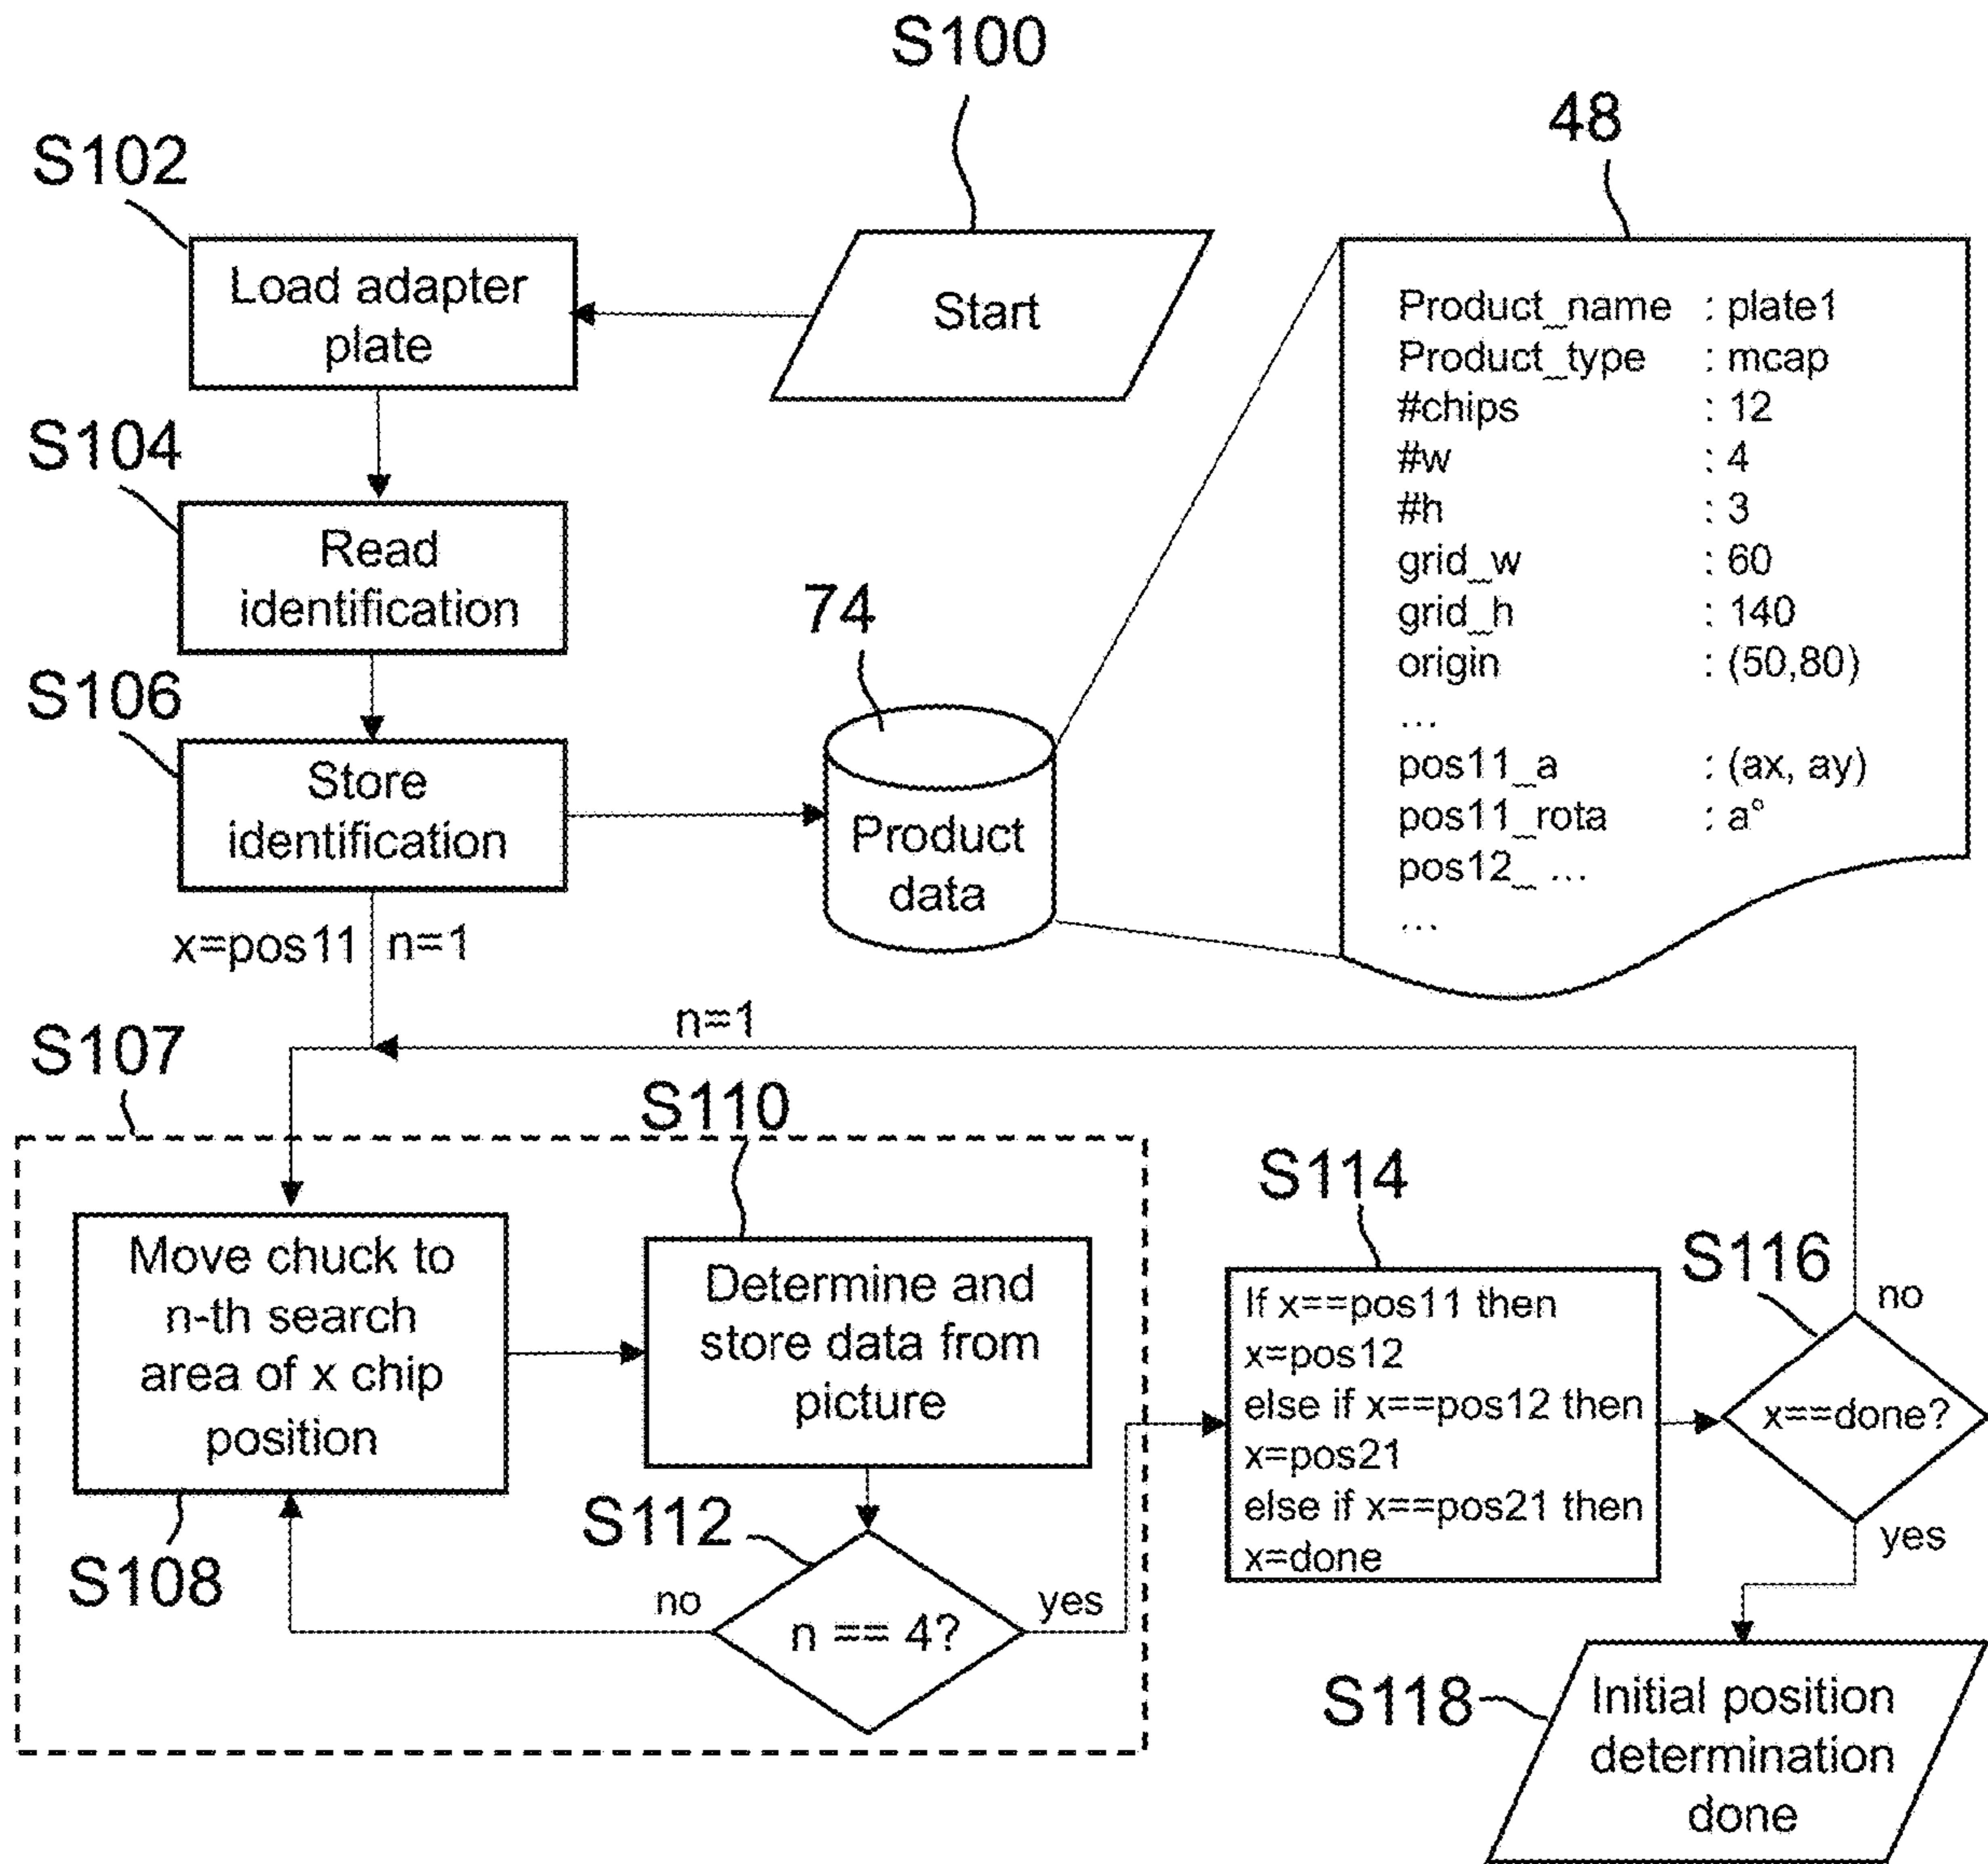 S100
48
S102
Load adapter
plate
Start
Product_name : plate1
Product_type : mcap
#chips : 12
#w : 4
#h : 3
grid_w : 60
grid_h : 140
origin : (50,80)
...
pos11_a : (ax, ay)
pos11_rota : a°
pos12_ ...
...
S104
Read
identification
74
S106
Store
identification
Product
data
x=pos11
n=1
n=1
S107
S110
S114
S116
Move chuck to
n-th search
area of x chip
position
Determine and
store data from
picture
If x==pos11 then
x=pos12
else if x==pos12 then
x=pos21
else if x==pos21 then
x=done
no
x==done?
yes
S108
S112
no
n == 4?
yes
S118
Initial position
determination
done